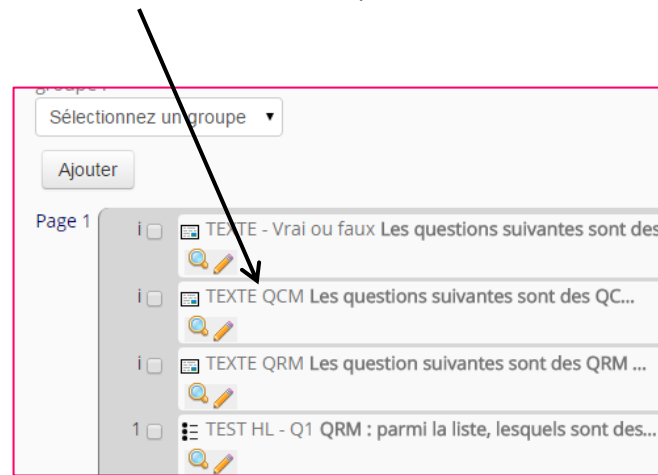 Sélectionnez un groupe
Ajouter
Page 1
i TEXTE - Vrai ou faux Les questions suivantes sont des
i TEXTE QCM Les questions suivantes sont des QC...
i TEXTE QRM Les question suivantes sont des QRM ...
1 TEST HL - Q1 QRM : parmi la liste, lesquels sont des...